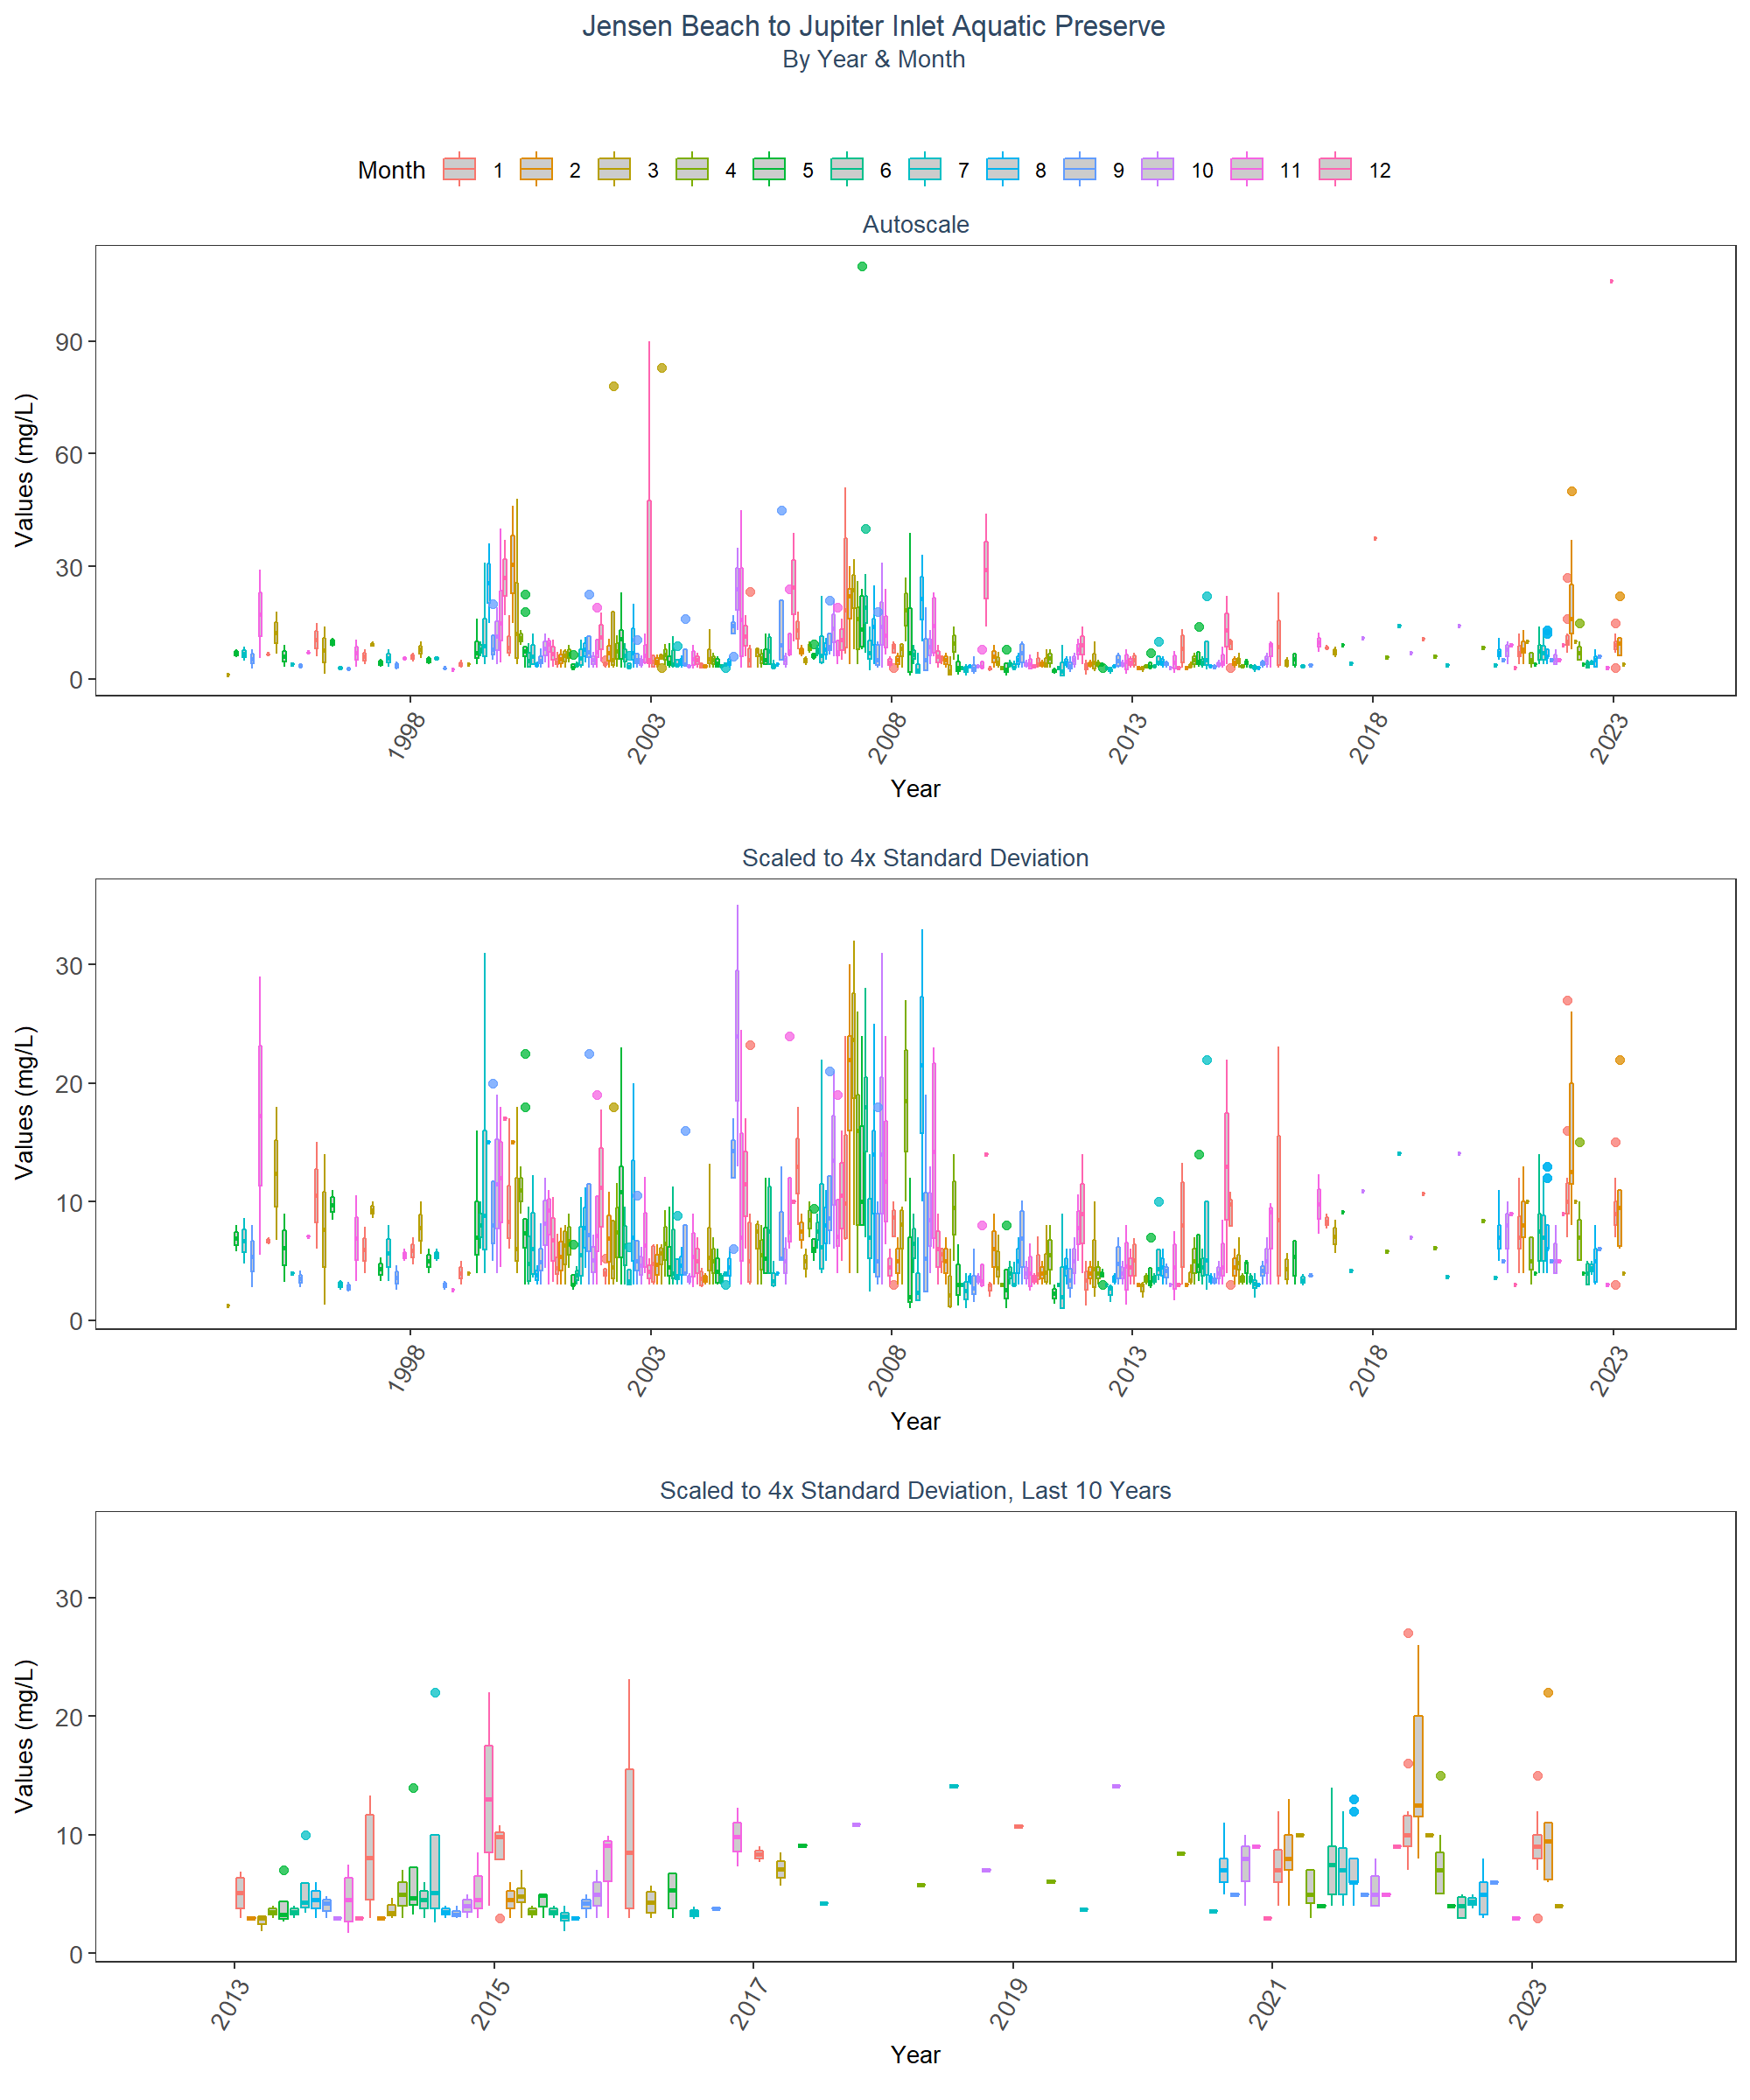 Jensen Beach to Jupiter Inlet Aquatic Preserve
By Year & Month
Month 1 2 3 4 5 6 7 8 9 10 11 12
Autoscale
Values (mg/L)
90
60
30
0
1998 2003 2008 2013 2018 2023
Year
Scaled to 4x Standard Deviation
Values (mg/L)
30
20
10
0
1998 2003 2008 2013 2018 2023
Year
Scaled to 4x Standard Deviation, Last 10 Years
Values (mg/L)
30
20
10
0
2013 2015 2017 2019 2021 2023
Year